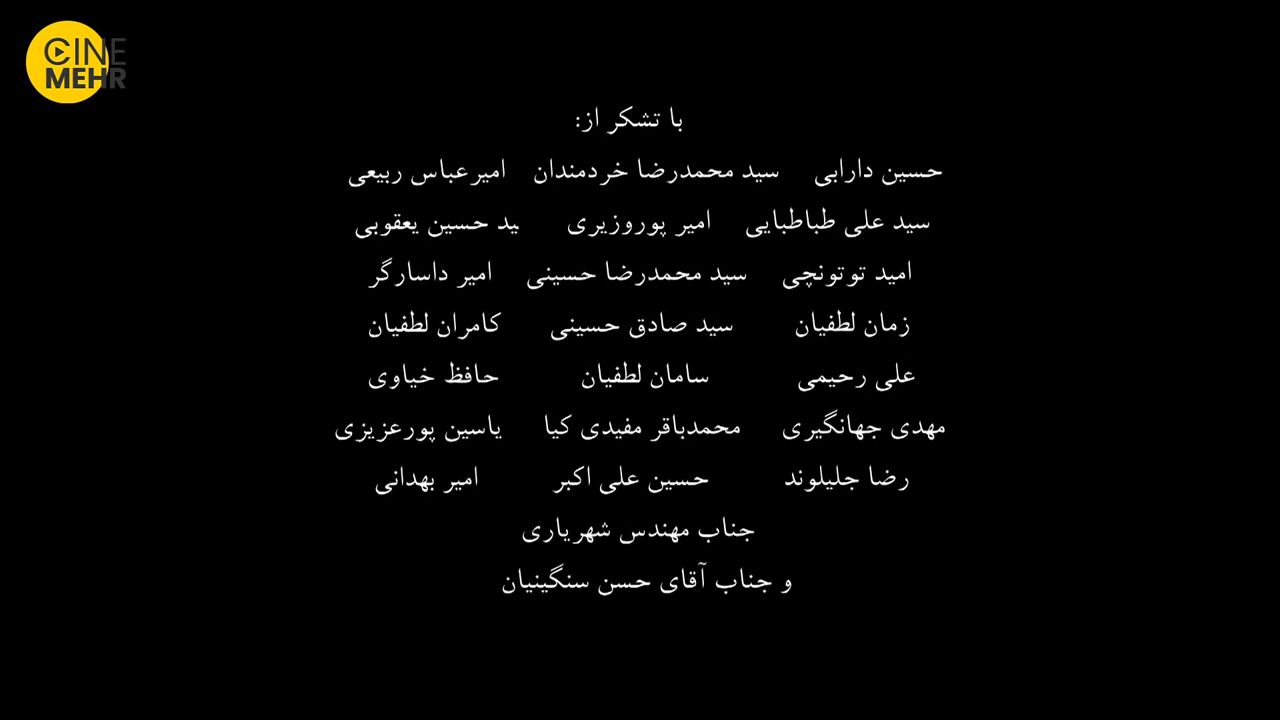 CINE
MEHR
با تشکر از:
حسین دارابی سید محمدرضا خردمندان امیرعباس ربیعی
سید علی طباطبایی امیر پوروزیری ید حسین یعقوبی
امید توتونچی سید محمدرضا حسینی امیر داسارگر
زمان لطفیان سید صادق حسینی کامران لطفیان
علی رحیمی سامان لطفیان حافظ خیاوی
مهدی جهانگیری محمدباقر مفیدی کیا یاسین پورعزیزی
رضا جلیلوند حسین علی اکبر امیر بهدانی
جناب مهندس شهریاری
و جناب آقای حسن سنگینیان